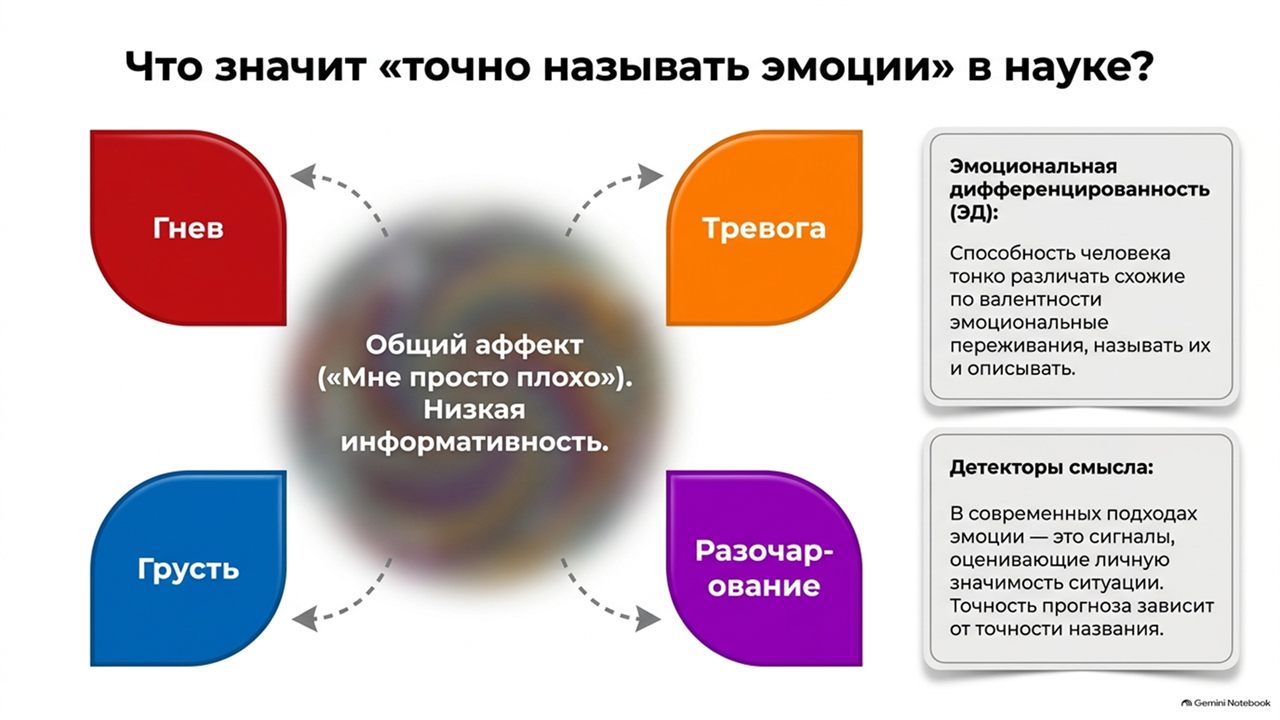 Что значит «точно называть эмоции» в науке?
Гнев
Тревога
Общий аффект
(«Мне просто плохо»).
Низкая
информативность.
Грусть
Разочар-
ование
Эмоциональная
дифференцированность
(ЭД):
Способность человека
тонко различать схожие
по валентности
эмоциональные
переживания, называть их
и описывать.
Детекторы смысла:
В современных подходах
эмоции — это сигналы,
оценивающие личную
значимость ситуации.
Точность прогноза зависит
от точности названия.
Gemini Notebook